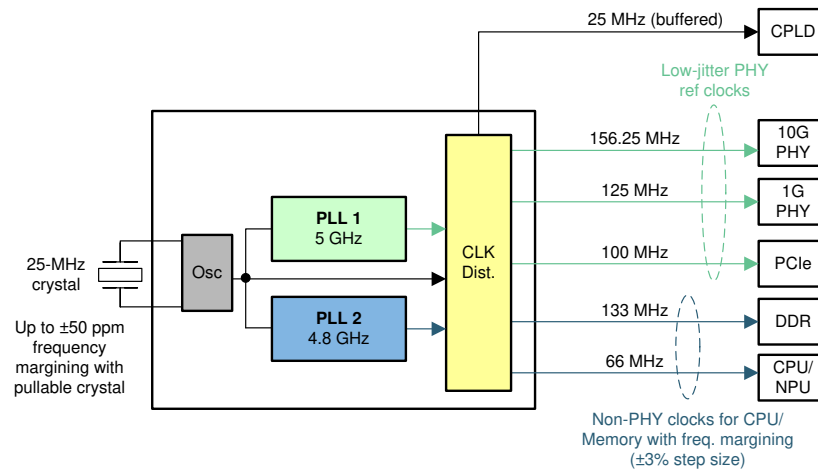 25 MHz (buffered)
CPLD
Low-jitter PHY
ref clocks
156.25 MHz
10G
PHY
PLL 1
5 GHz
125 MHz
1G
PHY
25-MHz
crystal
Osc
CLK
Dist.
100 MHz
PCIe
Up to ±50 ppm
frequency
margining with
pullable crystal
PLL 2
4.8 GHz
133 MHz
DDR
66 MHz
CPU/
NPU
Non-PHY clocks for CPU/
Memory with freq. margining
(±3% step size)